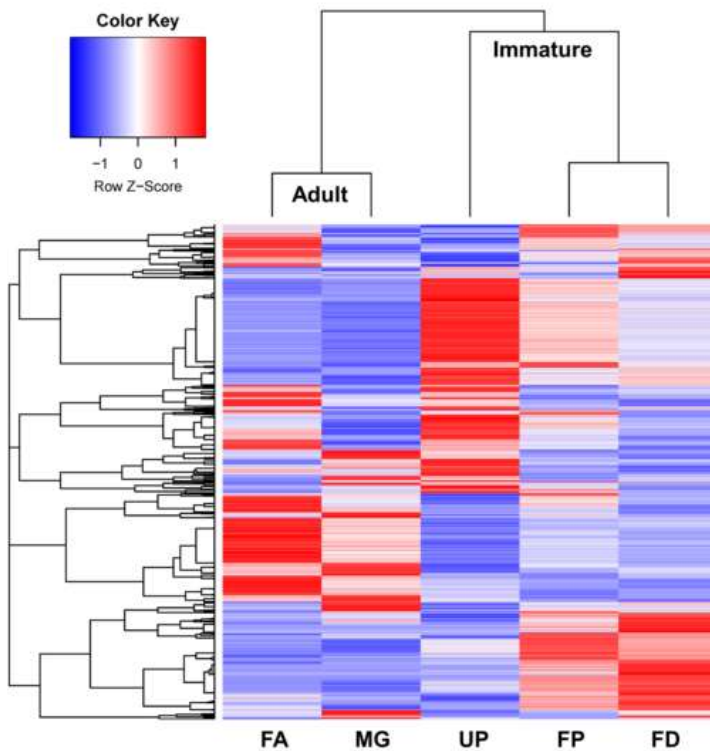 Color Key
Immature
−1 0 1
Row Z−Score
Adult
FA MG UP FP FD